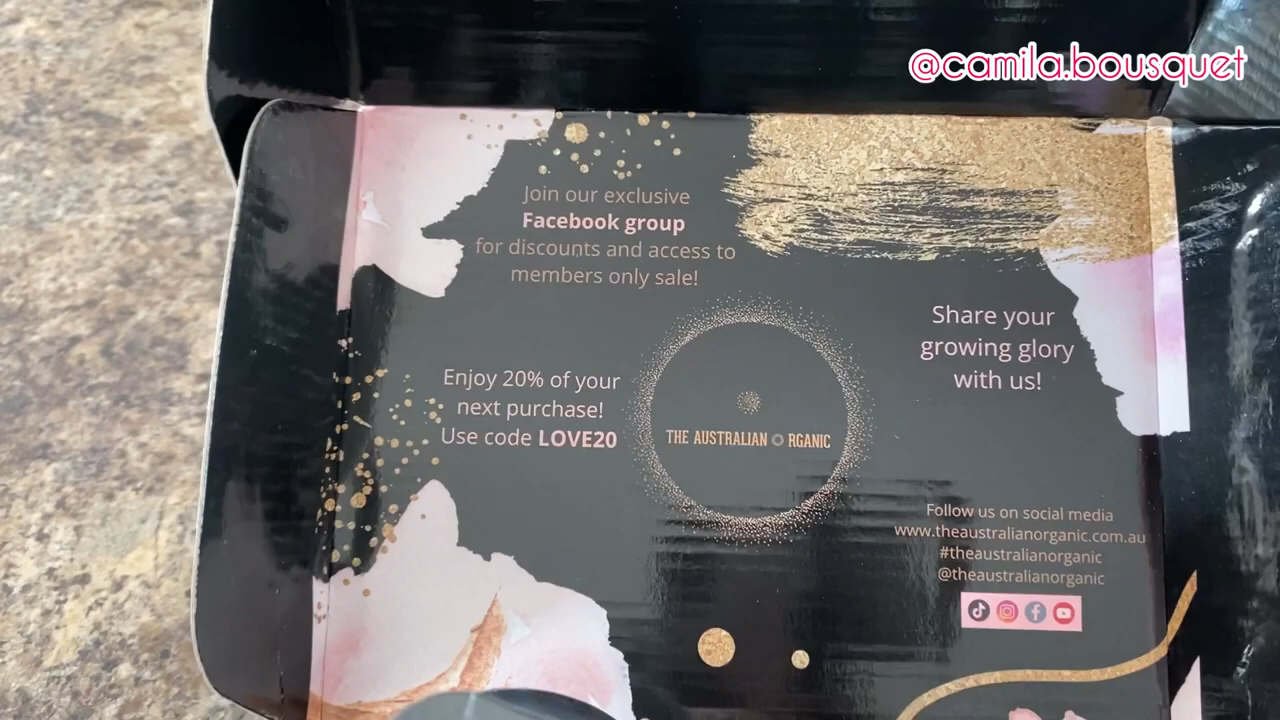 @camila.bousquet
Join our exclusive
Facebook group
for discounts and access to
members only sale!
Share your
growing glory
with us!
Enjoy 20% of your
next purchase!
Use code LOVE20
THE AUSTRALIAN ORGANIC
Follow us on social media
www.theaustralianorganic.com.au
#theaustralianorganic
@theaustralianorganic